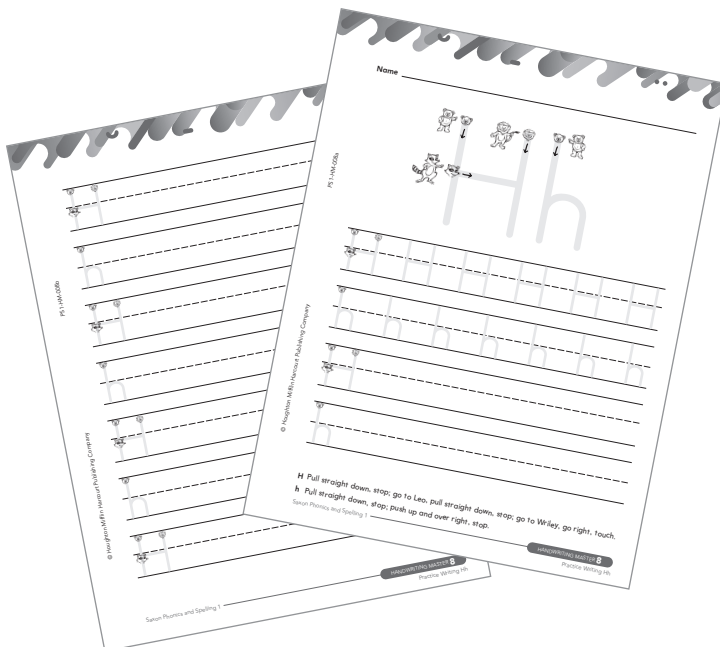 Name
PS 1-HM-008a
Hh
H H H H H H
h h h h h h h
H
h
© Houghton Mifflin Harcourt Publishing Company
H Pull straight down, stop; go to Leo, pull straight down, stop; go to Wriley, go right, touch.
h Pull straight down, stop; push up and over right, stop.
Saxon Phonics and Spelling 1
HANDWRITING MASTER 8
Practice Writing Hh
H
h
PS 1-HM-008b
H
h
H
h
© Houghton Mifflin Harcourt Publishing Company
H
HANDWRITING MASTER 8
Practice Writing Hh
Saxon Phonics and Spelling 1